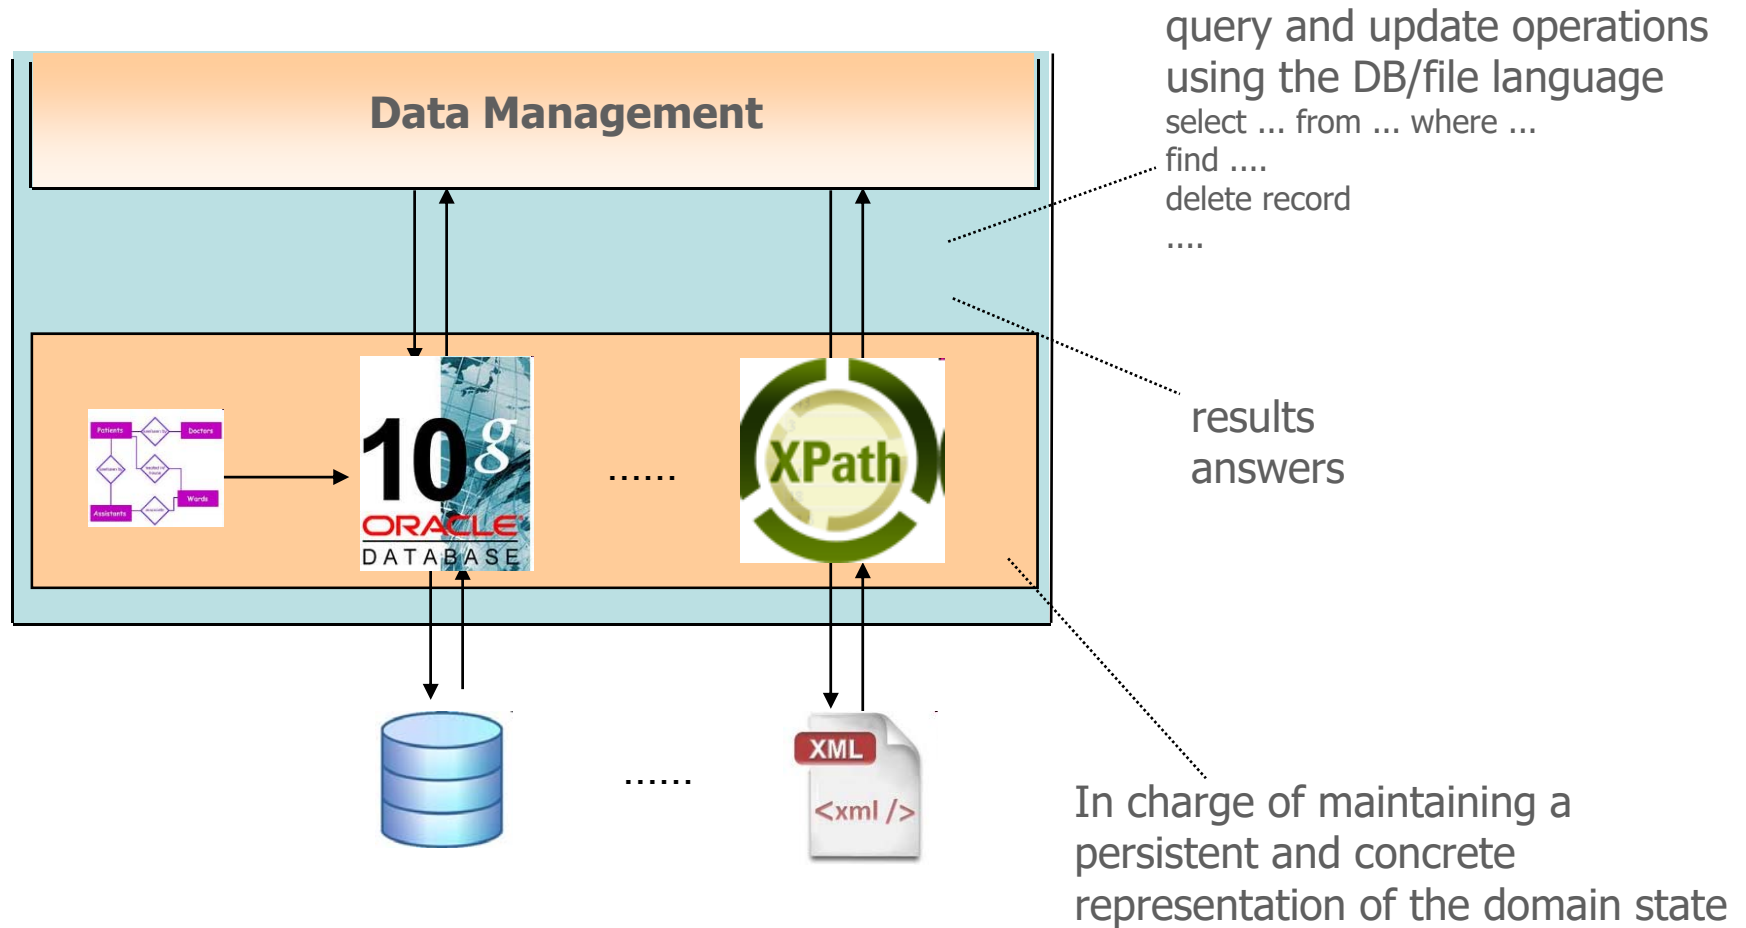 query and update operations
using the DB/file language
select ... from ... where ...
find ....
delete record
....
Data Management
results
answers
Patients
Doctors
Assistants
Words
10g
ORACLE
DATABASE
......
XPath
......
XML
<xml />
In charge of maintaining a
persistent and concrete
representation of the domain state